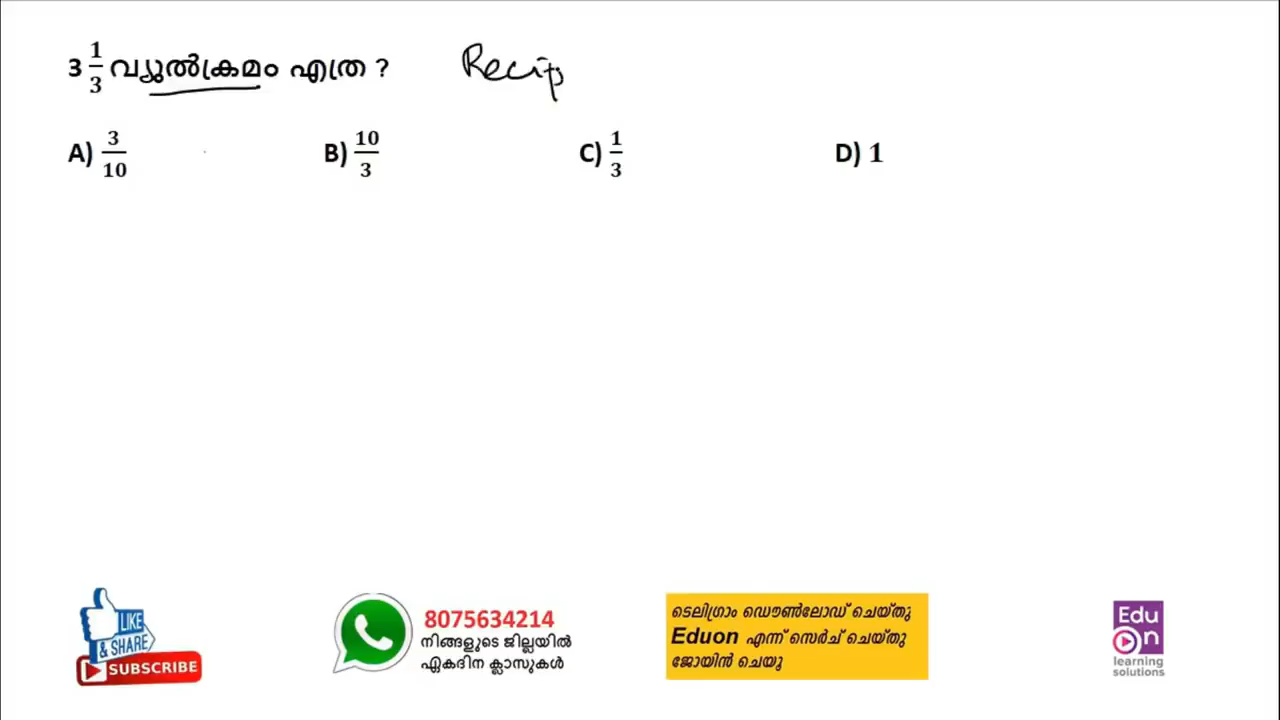 3 1/3 വ്യുൽക്രമം എത്ര ? Recip
A) 3/10 B) 10/3 C) 1/3 D) 1
LIKE
& SHARE
SUBSCRIBE
8075634214
നിങ്ങളുടെ ജില്ലയിൽ
ഏകദിന ക്ലാസുകൾ
ടെലിഗ്രാം ഡൌൺലോഡ് ചെയ്തു
Eduon എന്ന് സെർച് ചെയ്തു
ജോയിൻ ചെയൂ
Edu
On
learning
solutions